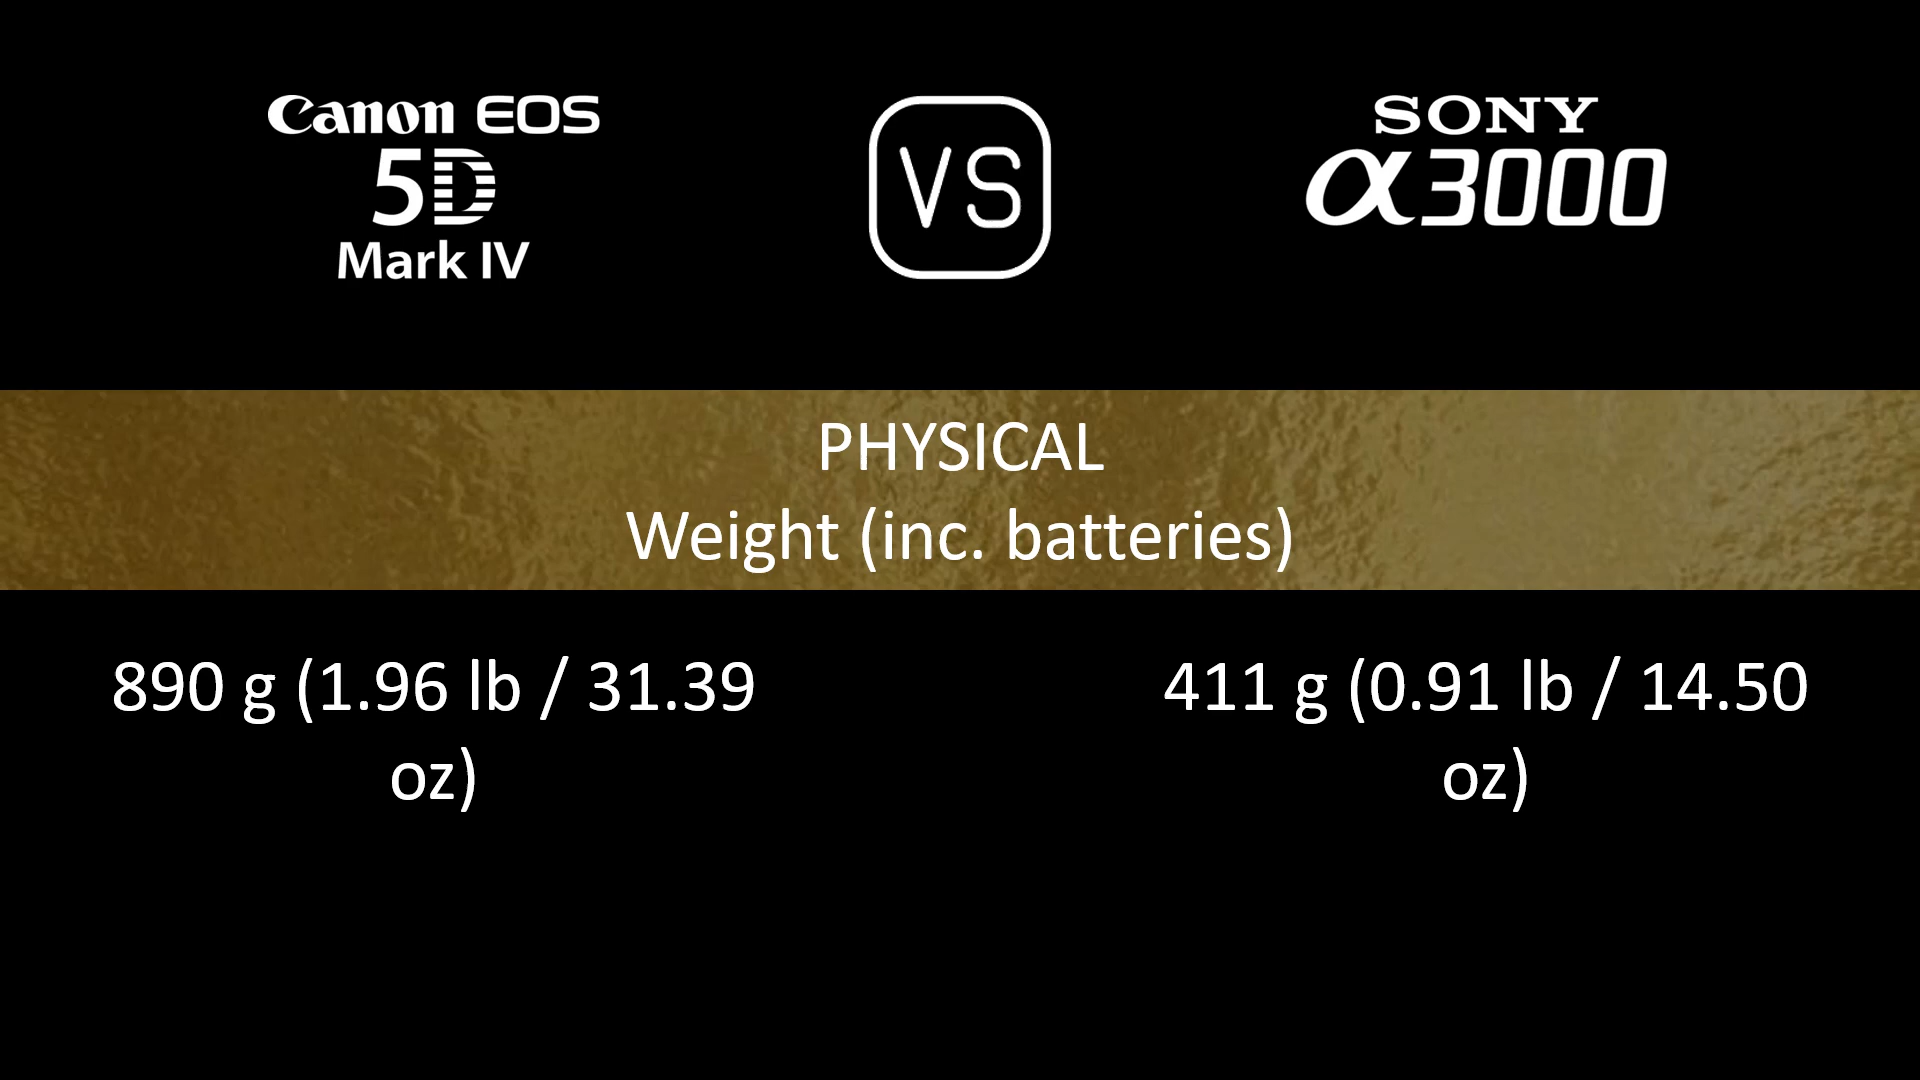 Canon EOS
5D
Mark IV
VS
SONY
α3000
PHYSICAL
Weight (inc. batteries)
890 g (1.96 lb / 31.39
oz)
411 g (0.91 lb / 14.50
oz)